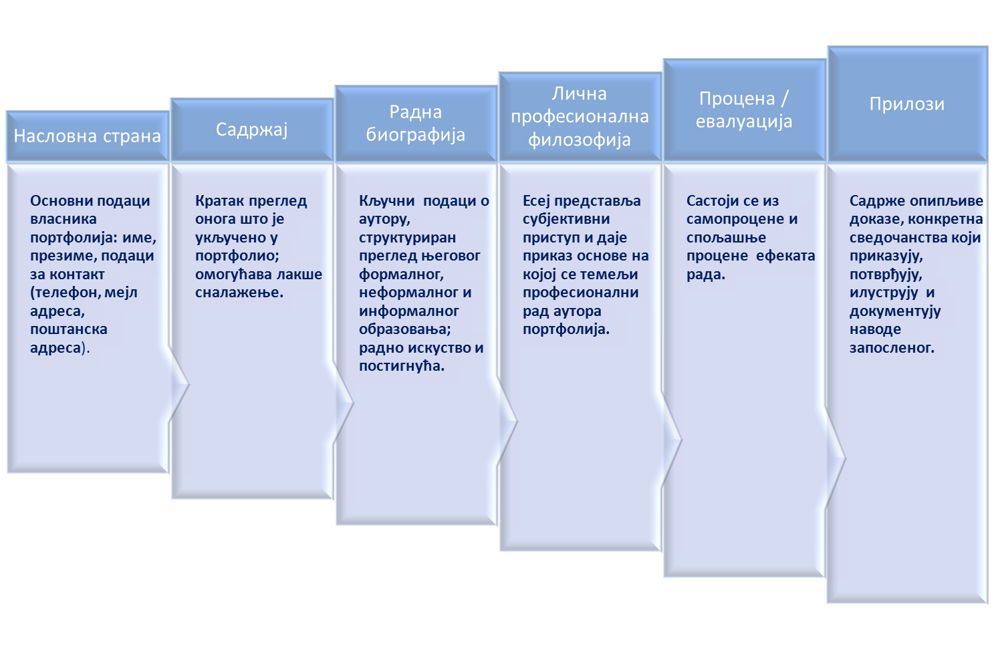 Насловна страна
Основни подаци
власника
портфолија: име,
презиме, подаци
за контакт
(телефон, мејл
адреса,
поштанска
адреса).
Садржај
Кратак преглед
онога што је
укључено у
портфолио;
омогућава лакше
сналажење.
Радна
биографија
Кључни  подаци о
аутору,
структуриран
преглед његовог
формалног,
неформалног и
информалног
образовања;
радно искуство и
постигнућа.
Лична
професионална
филозофија
Есеј представља
субјективни
приступ и даје
приказ основе на
којој се темељи
професионални
рад аутора
портфолија.
Процена /
евалуација
Састоји се из
самопроцене и
спољашње
процене  ефеката
рада.
Прилози
Садрже опипљиве
доказе, конкретна
сведочанства који
приказују,
потврђују,
илуструју  и
документују
наводе
запосленог.